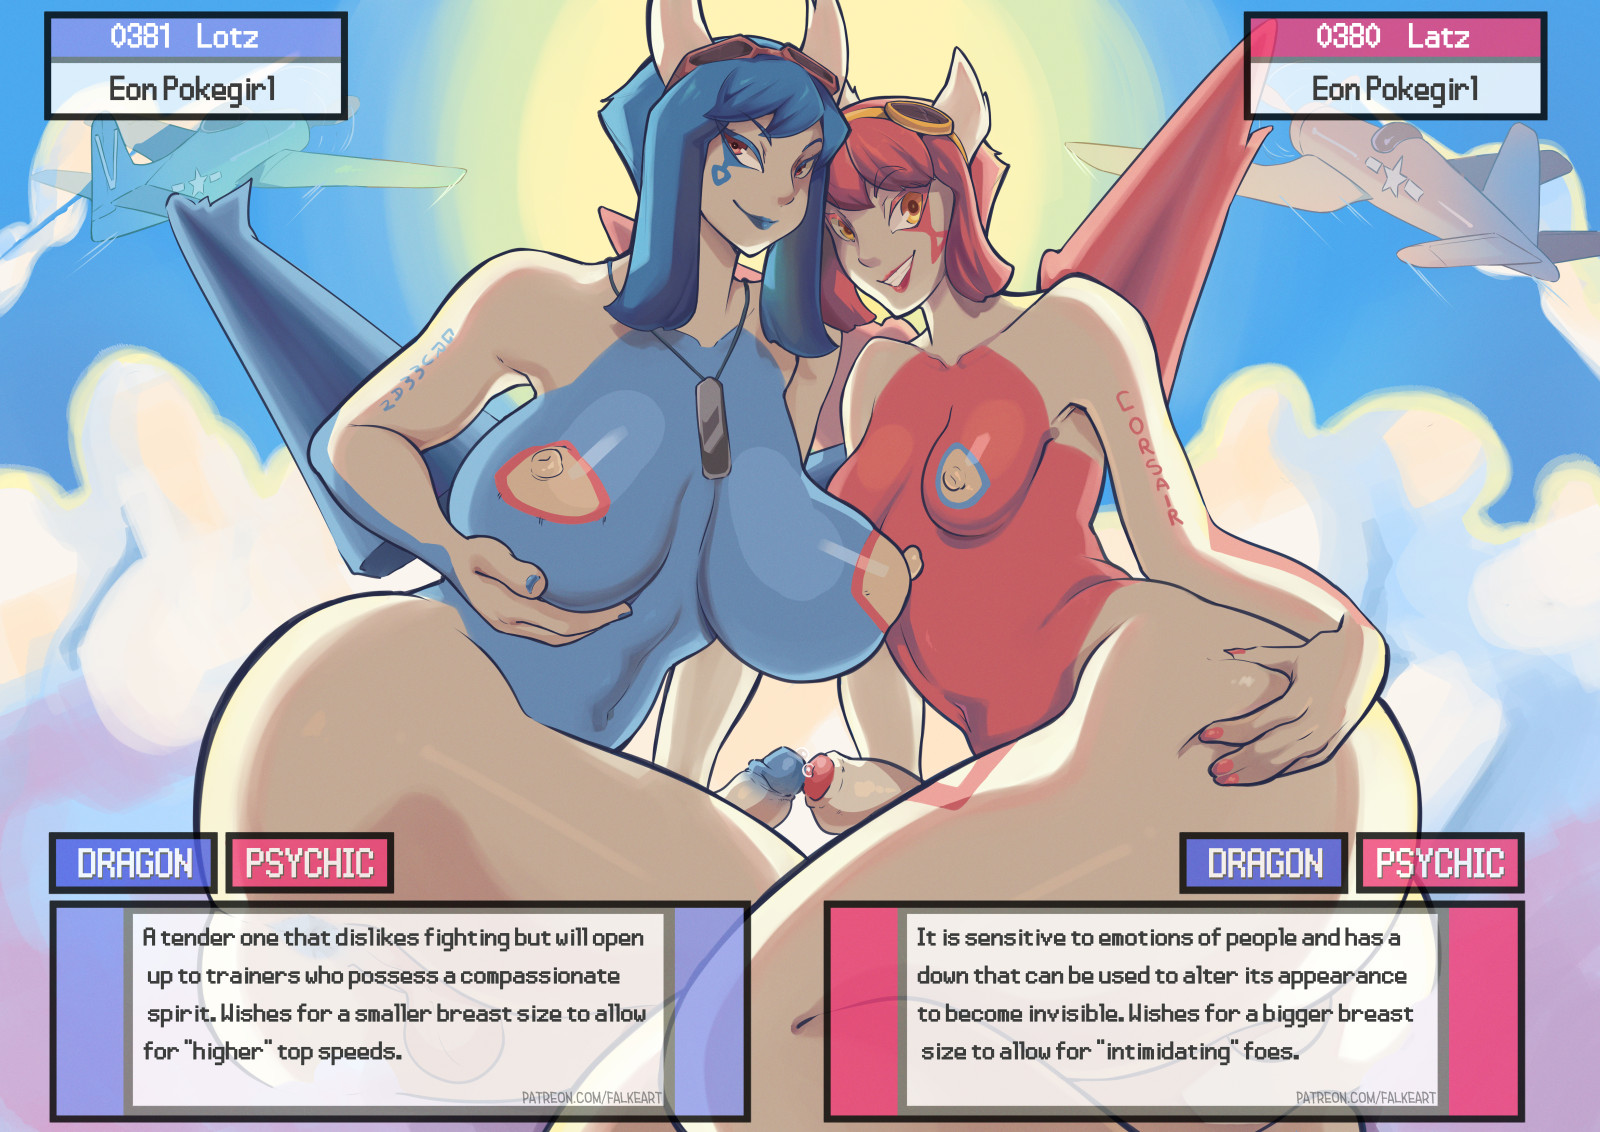 0381 Lotz
Eon Pokegirl
0380 Latz
Eon Pokegirl
CORSAIR
DRAGON PSYCHIC
A tender one that dislikes fighting but will open
up to trainers who possess a compassionate
spirit. Wishes for a smaller breast size to allow
for "higher" top speeds.
PATREON.COM/FALKEART
DRAGON PSYCHIC
It is sensitive to emotions of people and has a
down that can be used to alter its appearance
to become invisible. Wishes for a bigger breast
size to allow for "intimidating" foes.
PATREON.COM/FALKEART